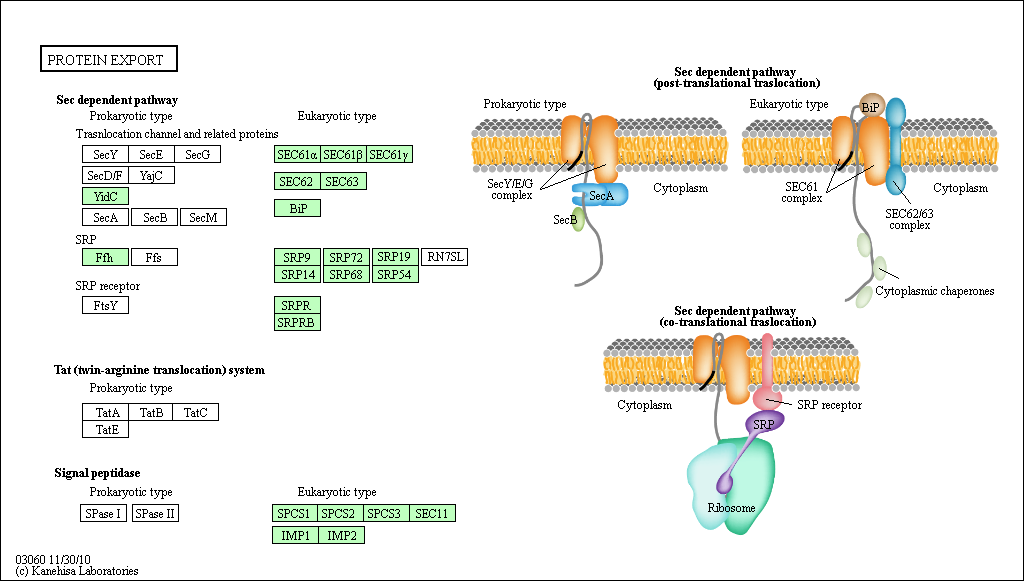 PROTEIN EXPORT
Sec dependent pathway
Prokaryotic type
Eukaryotic type
Trasnlocation channel and related proteins
SecY SecE SecG
SEC61α SEC61β SEC61γ
SecD/F YajC
SEC62 SEC63
YidC
BiP
SecA SecB SecM
SRP
Ffh Ffs
SRP9 SRP72 SRP19 RN7SL
SRP14 SRP68 SRP54
SRP receptor
FtsY
SRPR
SRPRB
Tat (twin-arginine translocation) system
Prokaryotic type
TatA TatB TatC
TatE
Signal peptidase
Prokaryotic type
Eukaryotic type
SPase I SPase II
SPCS1 SPCS2 SPCS3 SEC11
IMP1 IMP2
03060 11/30/10
(c) Kanehisa Laboratories
Sec dependent pathway
(post-translational traslocation)
Prokaryotic type
SecY/E/G
complex
SecA
SecB
Cytoplasm
Eukaryotic type
BiP
SEC61
complex
Cytoplasm
SEC62/63
complex
Cytoplasmic chaperones
Sec dependent pathway
(co-translational traslocation)
Cytoplasm
SRP receptor
SRP
Ribosome